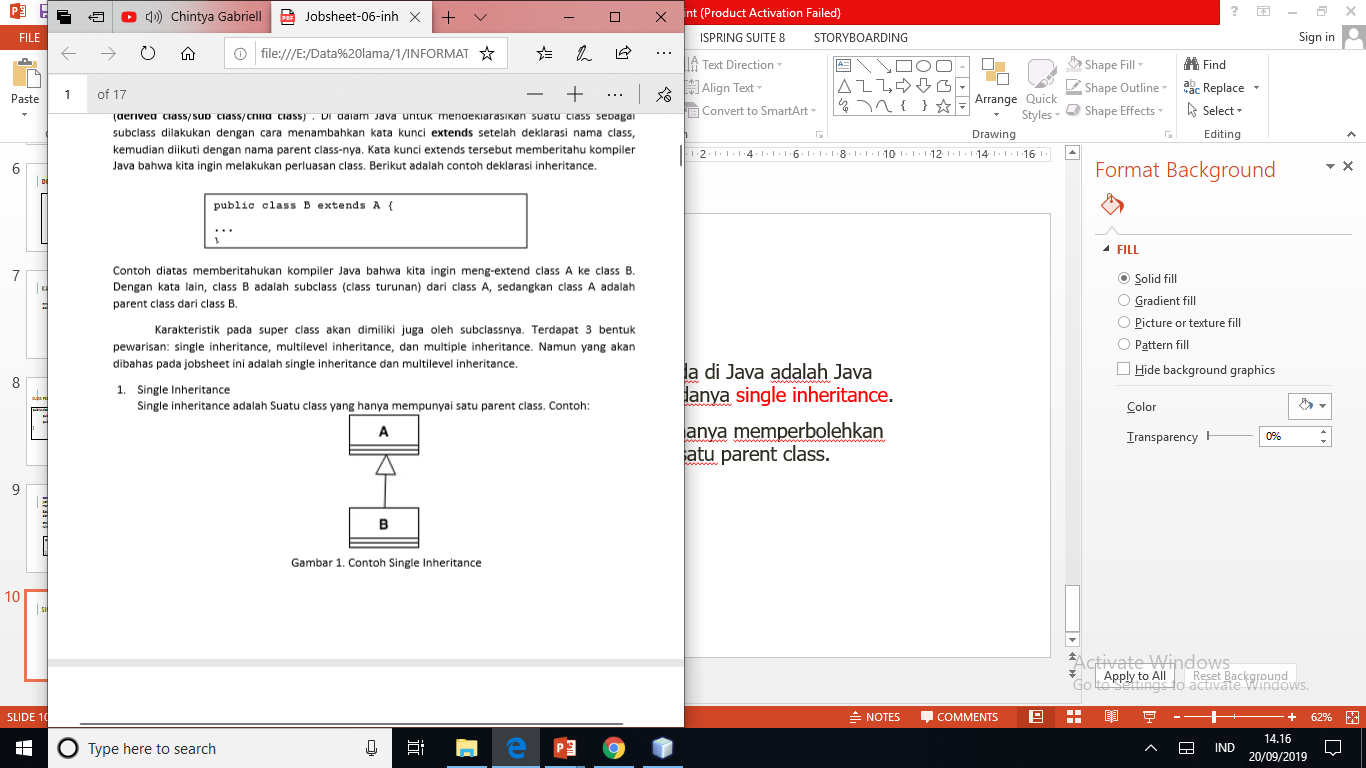 Chintya Gabriell
Jobsheet-06-inh
int (Product Activation Failed)
FILE
ISPRING SUITE 8
STORYBOARDING
Sign in
file:///E:/Data%20lama/1/INFORMAT
Paste
Text Direction
Align Text
Convert to SmartArt
Arrange
Quick
Styles
Shape Fill
Shape Outline
Shape Effects
Drawing
Find
Replace
Select
Editing
1
of 17
(derived class/sub class/child class) . Di dalam Java untuk mendeklarasikan suatu class sebagai
subclass dilakukan dengan cara menambahkan kata kunci extends setelah deklarasi nama class,
kemudian diikuti dengan nama parent class-nya. Kata kunci extends tersebut memberitahu kompiler
Java bahwa kita ingin melakukan perluasan class. Berikut adalah contoh deklarasi inheritance.
public class B extends A {
...
}
Contoh diatas memberitahukan kompiler Java bahwa kita ingin meng-extend class A ke class B.
Dengan kata lain, class B adalah subclass (class turunan) dari class A, sedangkan class A adalah
parent class dari class B.
Karakteristik pada super class akan dimiliki juga oleh subclassnya. Terdapat 3 bentuk
pewarisan: single inheritance, multilevel inheritance, dan multiple inheritance. Namun yang akan
dibahas pada jobsheet ini adalah single inheritance dan multilevel inheritance.
1. Single Inheritance
Single inheritance adalah Suatu class yang hanya mempunyai satu parent class. Contoh:
A
B
Gambar 1. Contoh Single Inheritance
6
7
8
9
10
2 4 6 8 10 12 14 16
da di Java adalah Java
danya single inheritance.
hanya memperbolehkan
satu parent class.
Format Background
FILL
Solid fill
Gradient fill
Picture or texture fill
Pattern fill
Hide background graphics
Color
Transparency
0%
Activate Windows
Go to Settings to activate Windows.
Apply to All
Reset Background
SLIDE 10
NOTES
COMMENTS
62%
Type here to search
IND
14.16
20/09/2019